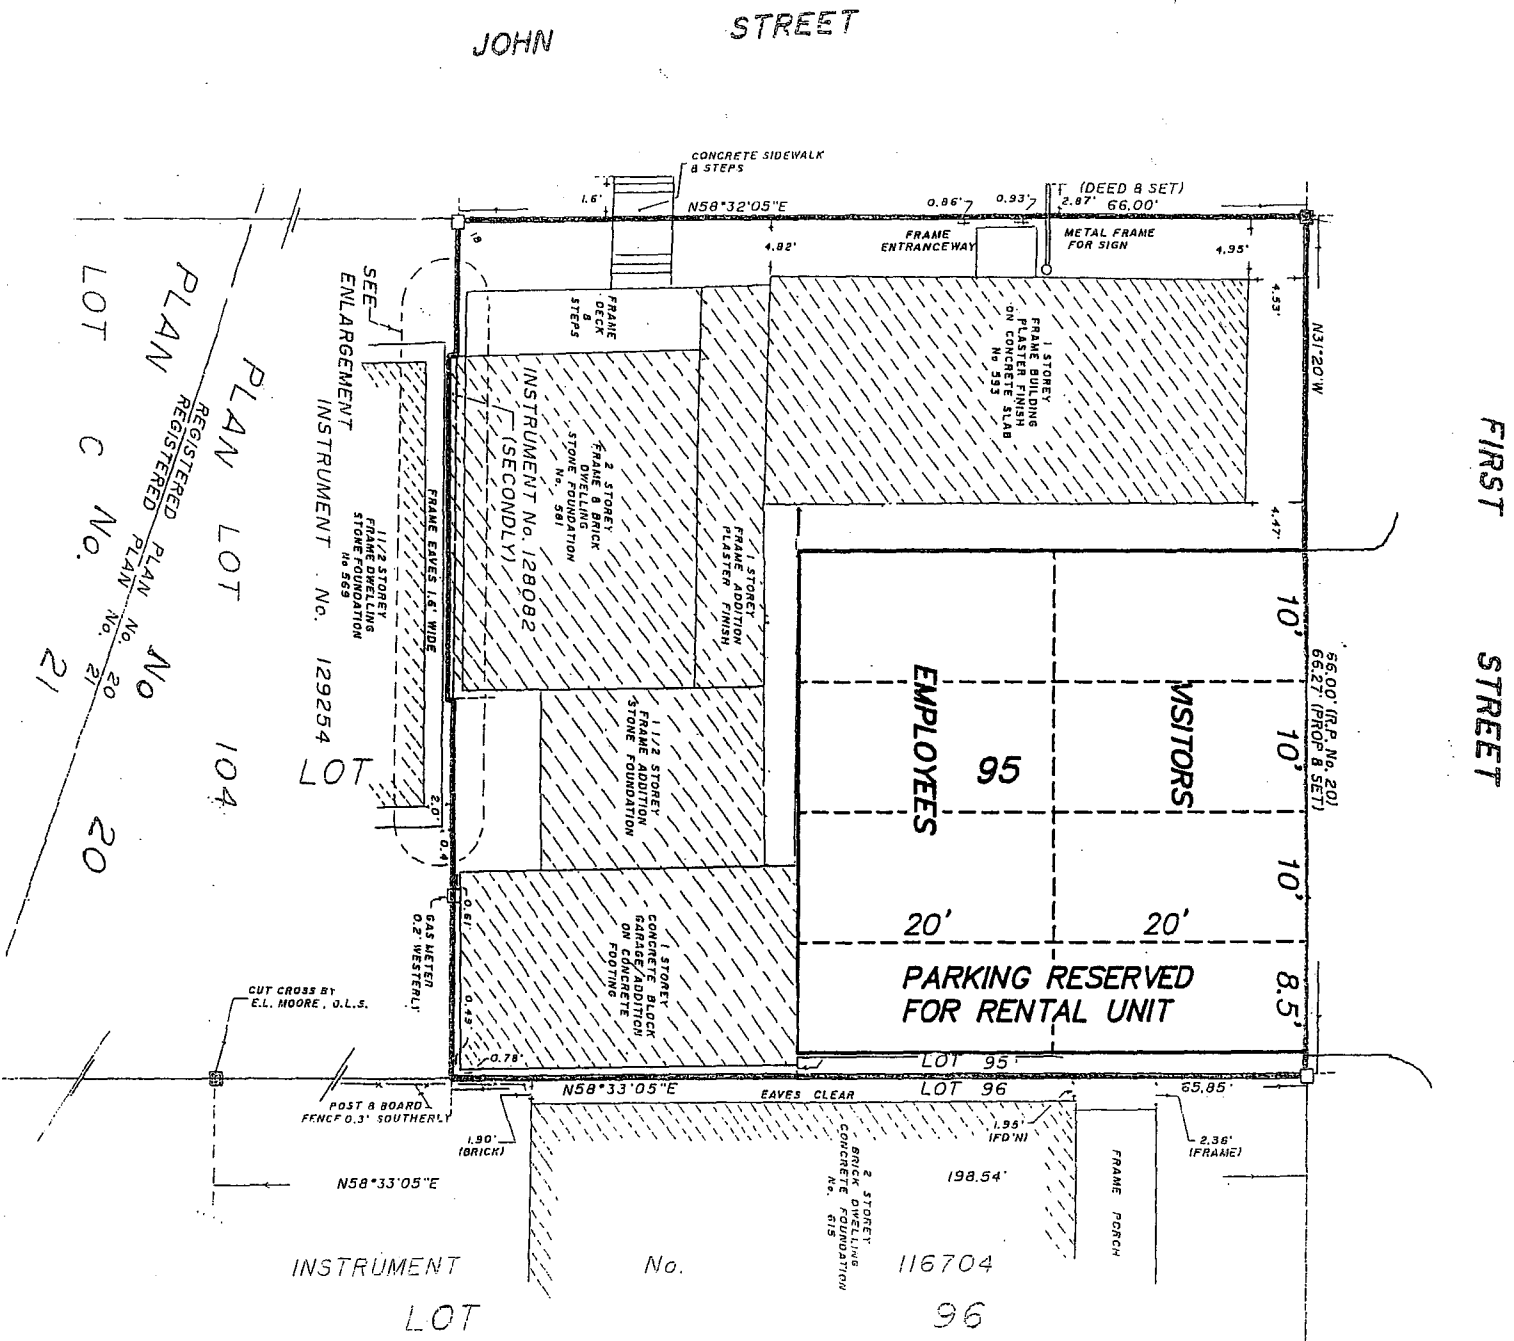 JOHN STREET
CONCRETE SIDEWALK
& STEPS
1.6'
N58°32'05"E
0.86'
0.93'
2.87'
(DEED & SET)
66.00'
FRAME
ENTRANCEWAY
METAL FRAME
FOR SIGN
4.82'
4.95'
4.53'
N31°20'W
FIRST STREET
1B
SEE
ENLARGEMENT
FRAME
DECK
&
STEPS
1 STOREY
FRAME BUILDING
PLASTER FINISH
ON CONCRETE SLAB
No 593
4.47'
INSTRUMENT No. 128082
(SECONDLY)
2 STOREY
FRAME & BRICK
DWELLING
STONE FOUNDATION
No. 581
1 STOREY
FRAME ADDITION
PLASTER FINISH
FRAME EAVES 1.6' WIDE
1 1/2 STOREY
FRAME DWELLING
STONE FOUNDATION
No 569
INSTRUMENT No. 129254
LOT
PLAN LOT 104
PLAN No 20
REGISTERED PLAN No. 20
REGISTERED PLAN No. 21
LOT C No. 21
10'
10'
10'
8.5'
66.00' (R.P. No. 20)
66.27' (PROP & SET)
EMPLOYEES
95
VISITORS
20'
20'
PARKING RESERVED
FOR RENTAL UNIT
1 1/2 STOREY
FRAME ADDITION
STONE FOUNDATION
2.0'
0.4
0.61'
GAS METER
0.2' WESTERLY
0.49'
1 STOREY
CONCRETE BLOCK
GARAGE/ADDITION
ON CONCRETE
FOOTING
0.78'
CUT CROSS BY
E.L. MOORE, O.L.S.
LOT 95
N58°33'05"E
EAVES CLEAR
LOT 96
65.85'
POST & BOARD
FENCE 0.3' SOUTHERLY
1.90'
(BRICK)
1.95'
(FD'N)
2.36'
(FRAME)
N58°33'05"E
198.54'
2 STOREY
BRICK DWELLING
CONCRETE FOUNDATION
No. 615
FRAME PORCH
INSTRUMENT No. 116704
LOT 96